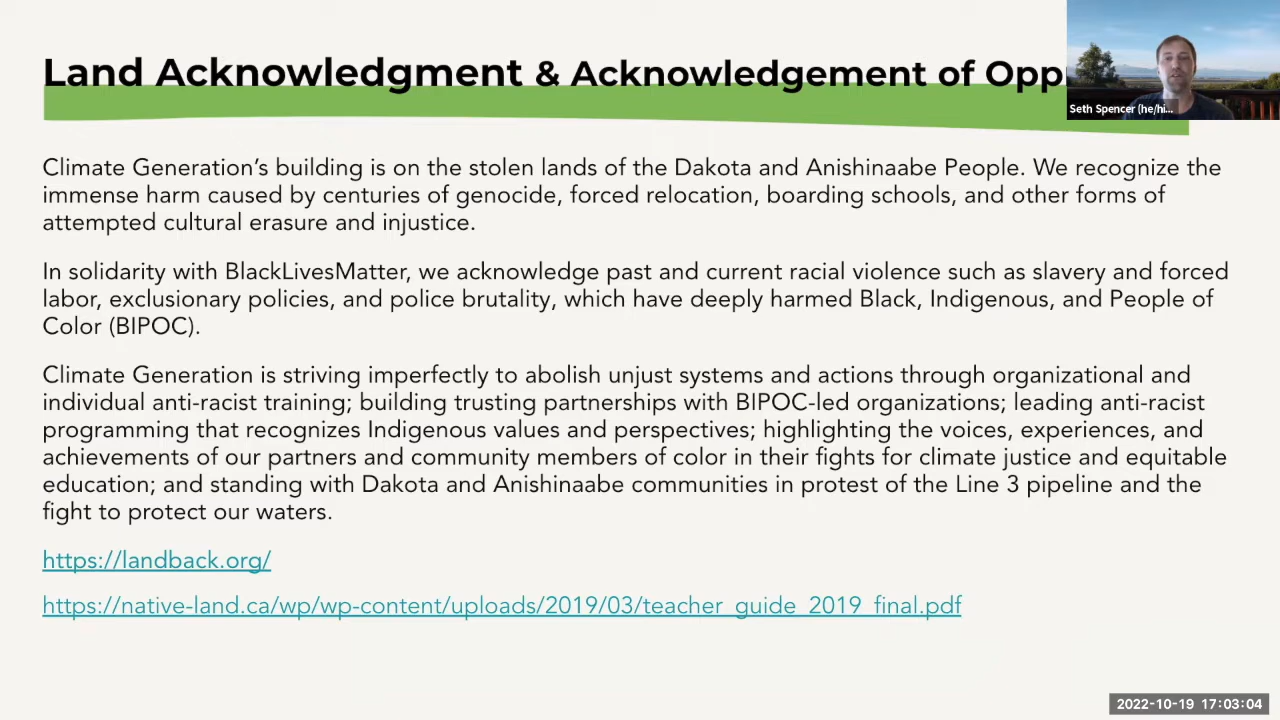 Land Acknowledgment & Acknowledgement of Opp
Seth Spencer (he/hi...
Climate Generation’s building is on the stolen lands of the Dakota and Anishinaabe People. We recognize the
immense harm caused by centuries of genocide, forced relocation, boarding schools, and other forms of
attempted cultural erasure and injustice.
In solidarity with BlackLivesMatter, we acknowledge past and current racial violence such as slavery and forced
labor, exclusionary policies, and police brutality, which have deeply harmed Black, Indigenous, and People of
Color (BIPOC).
Climate Generation is striving imperfectly to abolish unjust systems and actions through organizational and
individual anti-racist training; building trusting partnerships with BIPOC-led organizations; leading anti-racist
programming that recognizes Indigenous values and perspectives; highlighting the voices, experiences, and
achievements of our partners and community members of color in their fights for climate justice and equitable
education; and standing with Dakota and Anishinaabe communities in protest of the Line 3 pipeline and the
fight to protect our waters.
https://landback.org/
https://native-land.ca/wp/wp-content/uploads/2019/03/teacher_guide_2019_final.pdf
2022-10-19 17:03:04